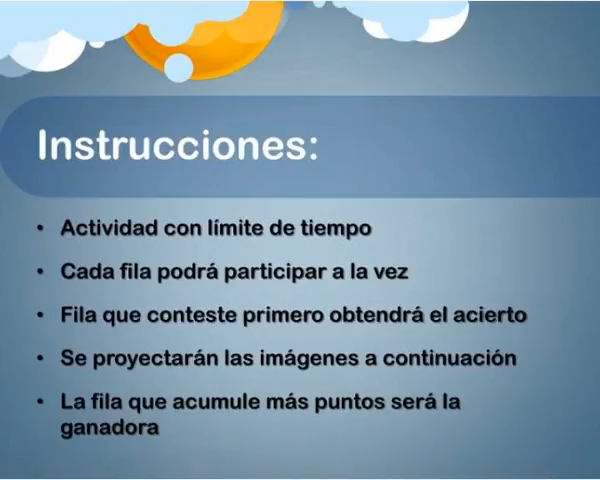 Instrucciones:
• Actividad con límite de tiempo
• Cada fila podrá participar a la vez
• Fila que conteste primero obtendrá el acierto
• Se proyectarán las imágenes a continuación
• La fila que acumule más puntos será la
ganadora